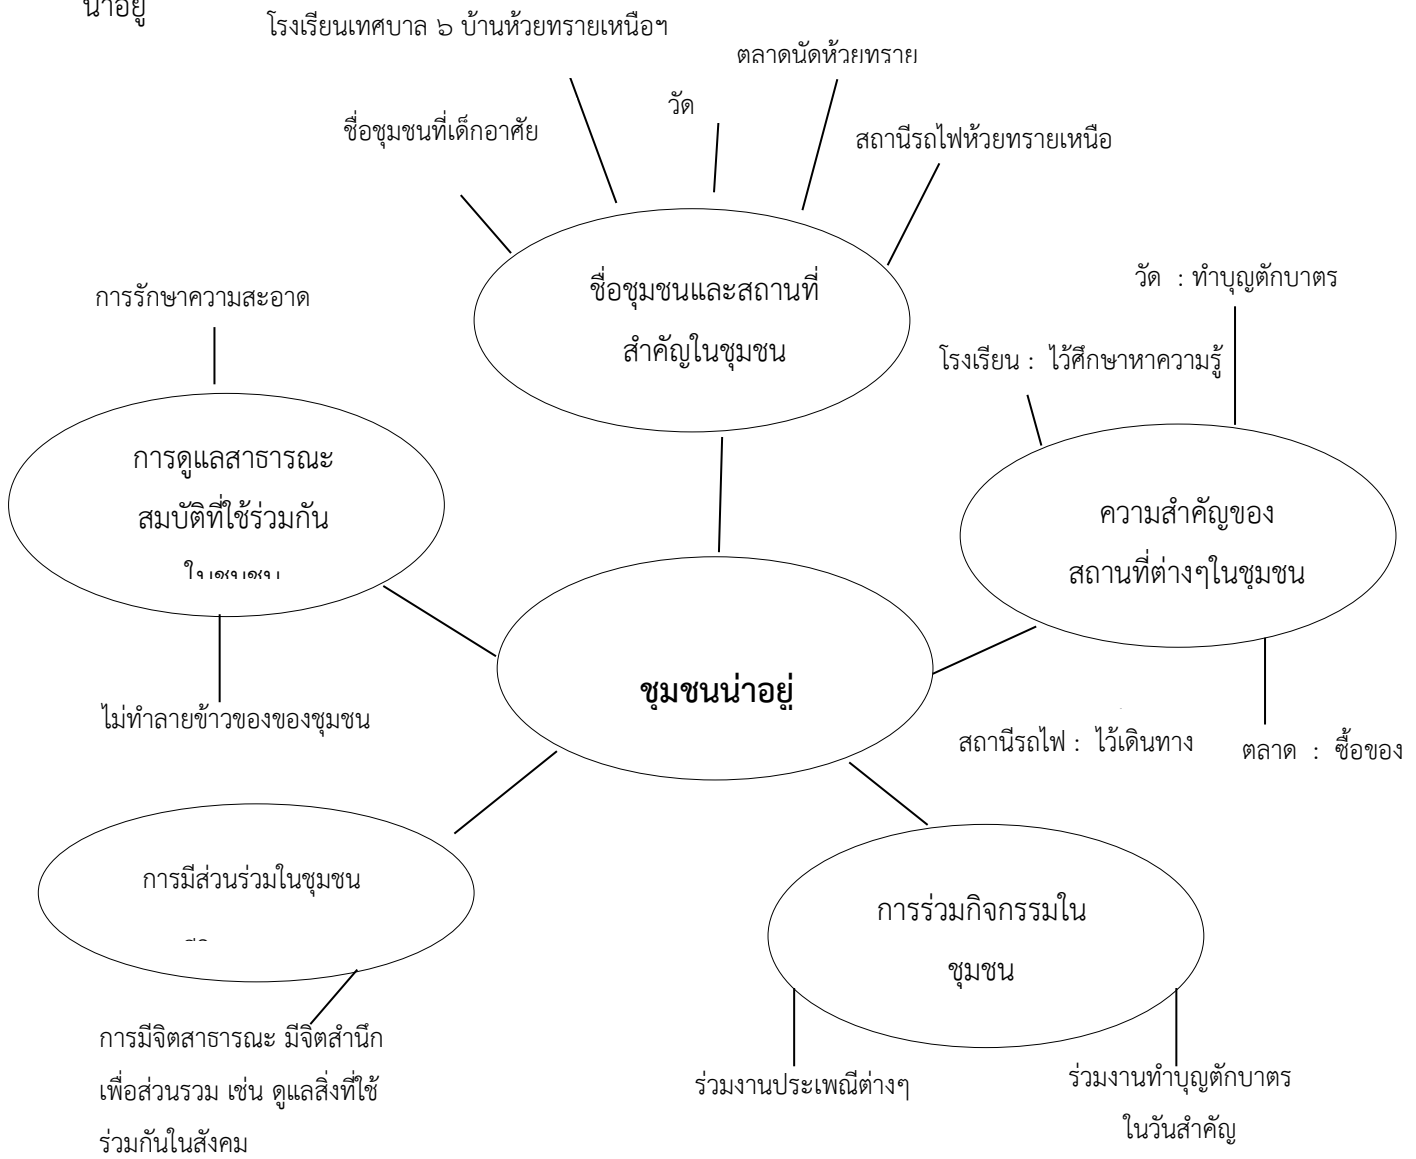 น่าอยู่
โรงเรียนเทศบาล ๖ บ้านห้วยทรายเหนือฯ
ตลาดนัดห้วยทราย
วัด
ชื่อชุมชนที่เด็กอาศัย
สถานีรถไฟห้วยทรายเหนือ
ชื่อชุมชนและสถานที่
สำคัญในชุมชน
วัด : ทำบุญตักบาตร
โรงเรียน : ไว้ศึกษาหาความรู้
การรักษาความสะอาด
การดูแลสาธารณะ
สมบัติที่ใช้ร่วมกัน
ในชุมชน
ความสำคัญของ
สถานที่ต่างๆในชุมชน
ชุมชนน่าอยู่
ไม่ทำลายข้าวของของชุมชน
สถานีรถไฟ : ไว้เดินทาง
ตลาด : ซื้อของ
การมีส่วนร่วมในชุมชน
การร่วมกิจกรรมใน
ชุมชน
การมีจิตสาธารณะ มีจิตสำนึก
เพื่อส่วนรวม เช่น ดูแลสิ่งที่ใช้
ร่วมกันในสังคม
ร่วมงานประเพณีต่างๆ
ร่วมงานทำบุญตักบาตร
ในวันสำคัญ